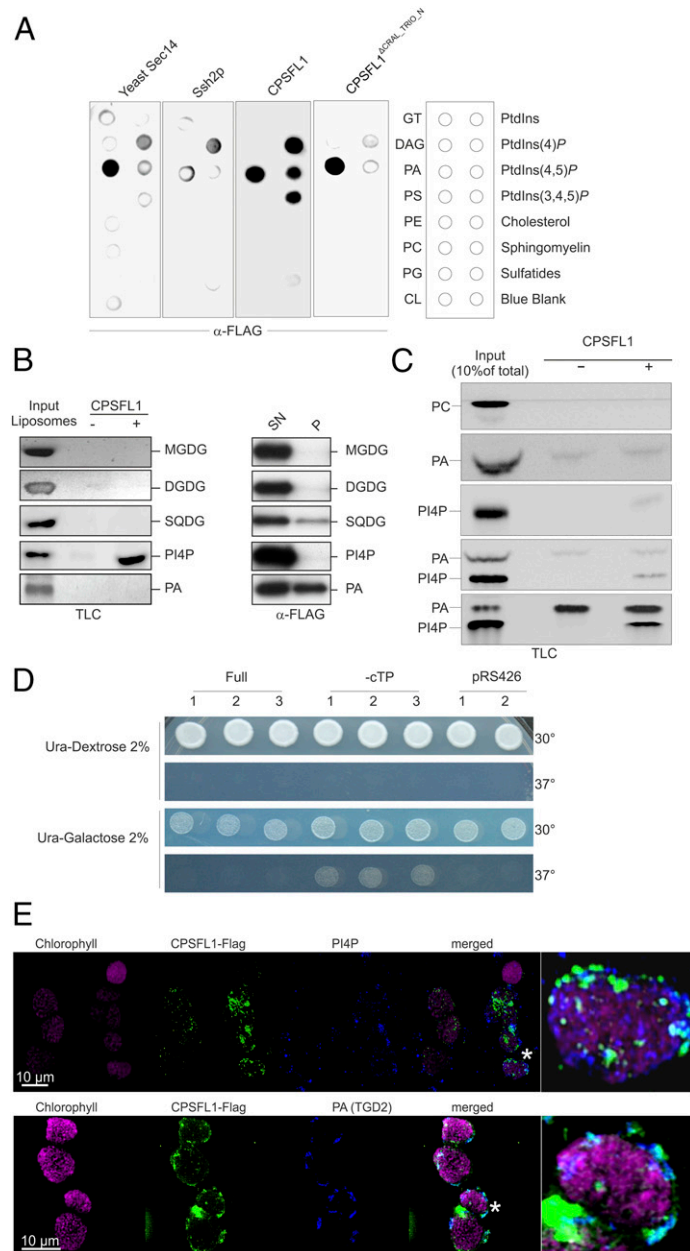 A
Yeast Sec14
Ssh2p
CPSFL1
CPSFL1ΔCRAL_TRIO_N
GT PtdIns
DAG PtdIns(4)P
PA PtdIns(4,5)P
PS PtdIns(3,4,5)P
PE Cholesterol
PC Sphingomyelin
PG Sulfatides
CL Blue Blank
α-FLAG
B
Input Liposomes
CPSFL1
- +
MGDG
DGDG
SQDG
PI4P
PA
TLC
SN P
MGDG
DGDG
SQDG
PI4P
PA
α-FLAG
C
Input
(10%of total)
CPSFL1
− +
PC
PA
PI4P
PA
PI4P
PA
PI4P
TLC
D
Full -cTP pRS426
1 2 3 1 2 3 1 2
Ura-Dextrose 2%
30°
37°
Ura-Galactose 2%
30°
37°
E
Chlorophyll CPSFL1-Flag PI4P merged
*
10 µm
Chlorophyll CPSFL1-Flag PA (TGD2) merged
*
10 µm